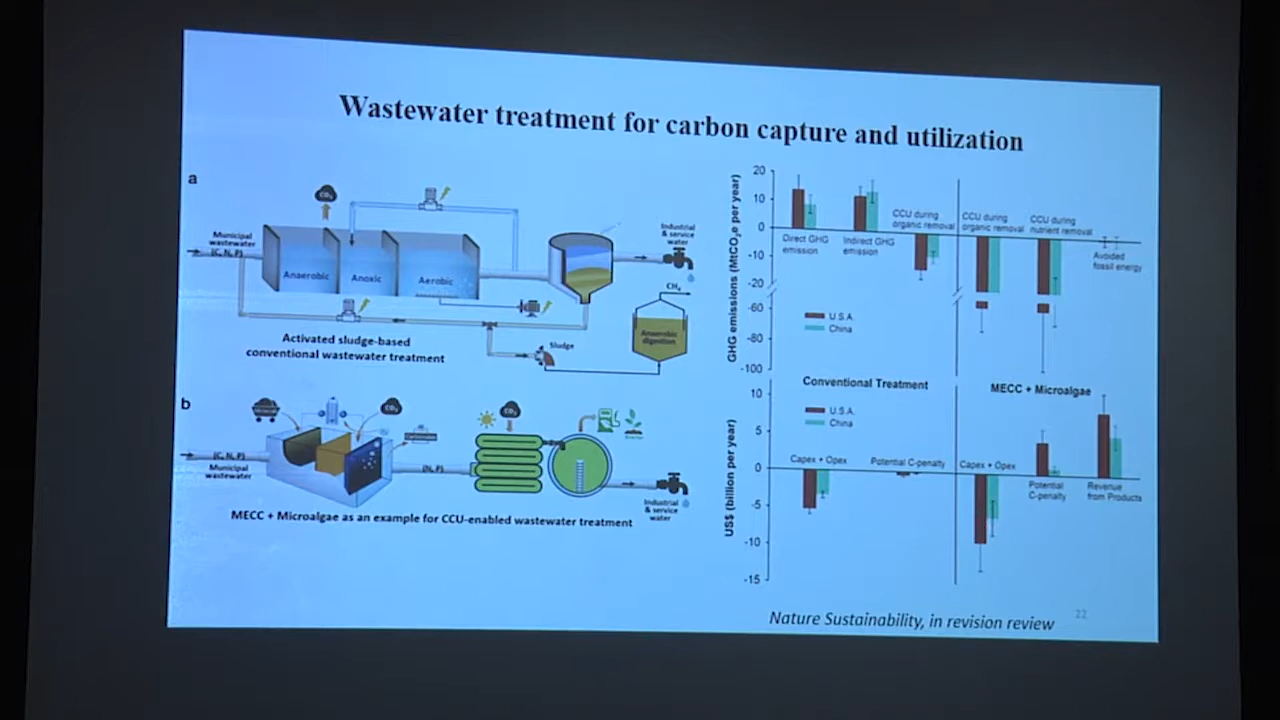 Wastewater treatment for carbon capture and utilization
a
CO₂
Municipal
wastewater
(C, N, P)
Anaerobic
Anoxic
Aerobic
Industrial
& service
water
CH₄
Anaerobic
digestion
Sludge
Activated sludge-based
conventional wastewater treatment
b
CO₂
CO₂
(C, N, P)
Municipal
wastewater
(N, P)
Industrial
& service
water
MECC + Microalgae as an example for CCU-enabled wastewater treatment
GHG emissions (MtCO₂e per year)
20
10
0
-10
-20
-60
-80
-100
Direct GHG
emission
Indirect GHG
emission
CCU during
organic removal
CCU during
organic removal
CCU during
nutrient removal
Avoided
fossil energy
U.S.A.
China
Conventional Treatment
MECC + Microalgae
US$ (billion per year)
10
5
0
-5
-10
-15
U.S.A.
China
Capex + Opex
Potential C-penalty
Capex + Opex
Potential
C-penalty
Revenue
from Products
Nature Sustainability, in revision review
22